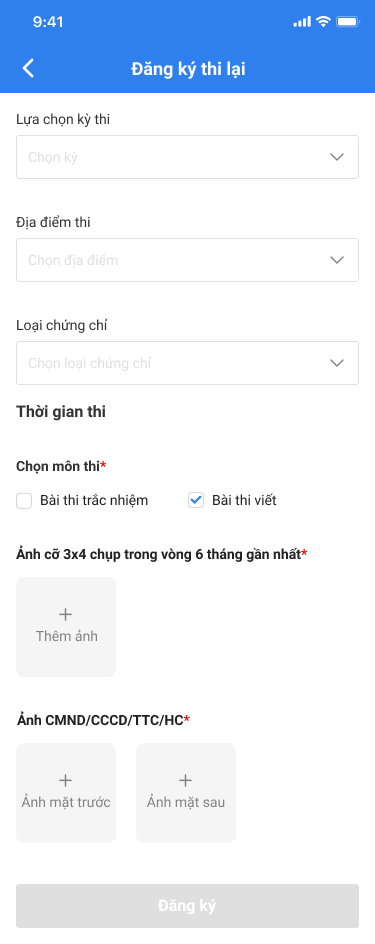 9:41
Đăng ký thi lại
Lựa chọn kỳ thi
Chọn kỳ
Địa điểm thi
Chọn địa điểm
Loại chứng chỉ
Chọn loại chứng chỉ
Thời gian thi
Chọn môn thi*
Bài thi trắc nhiệm Bài thi viết
Ảnh cỡ 3x4 chụp trong vòng 6 tháng gần nhất*
Thêm ảnh
Ảnh CMND/CCCD/TTC/HC*
Ảnh mặt trước Ảnh mặt sau
Đăng ký